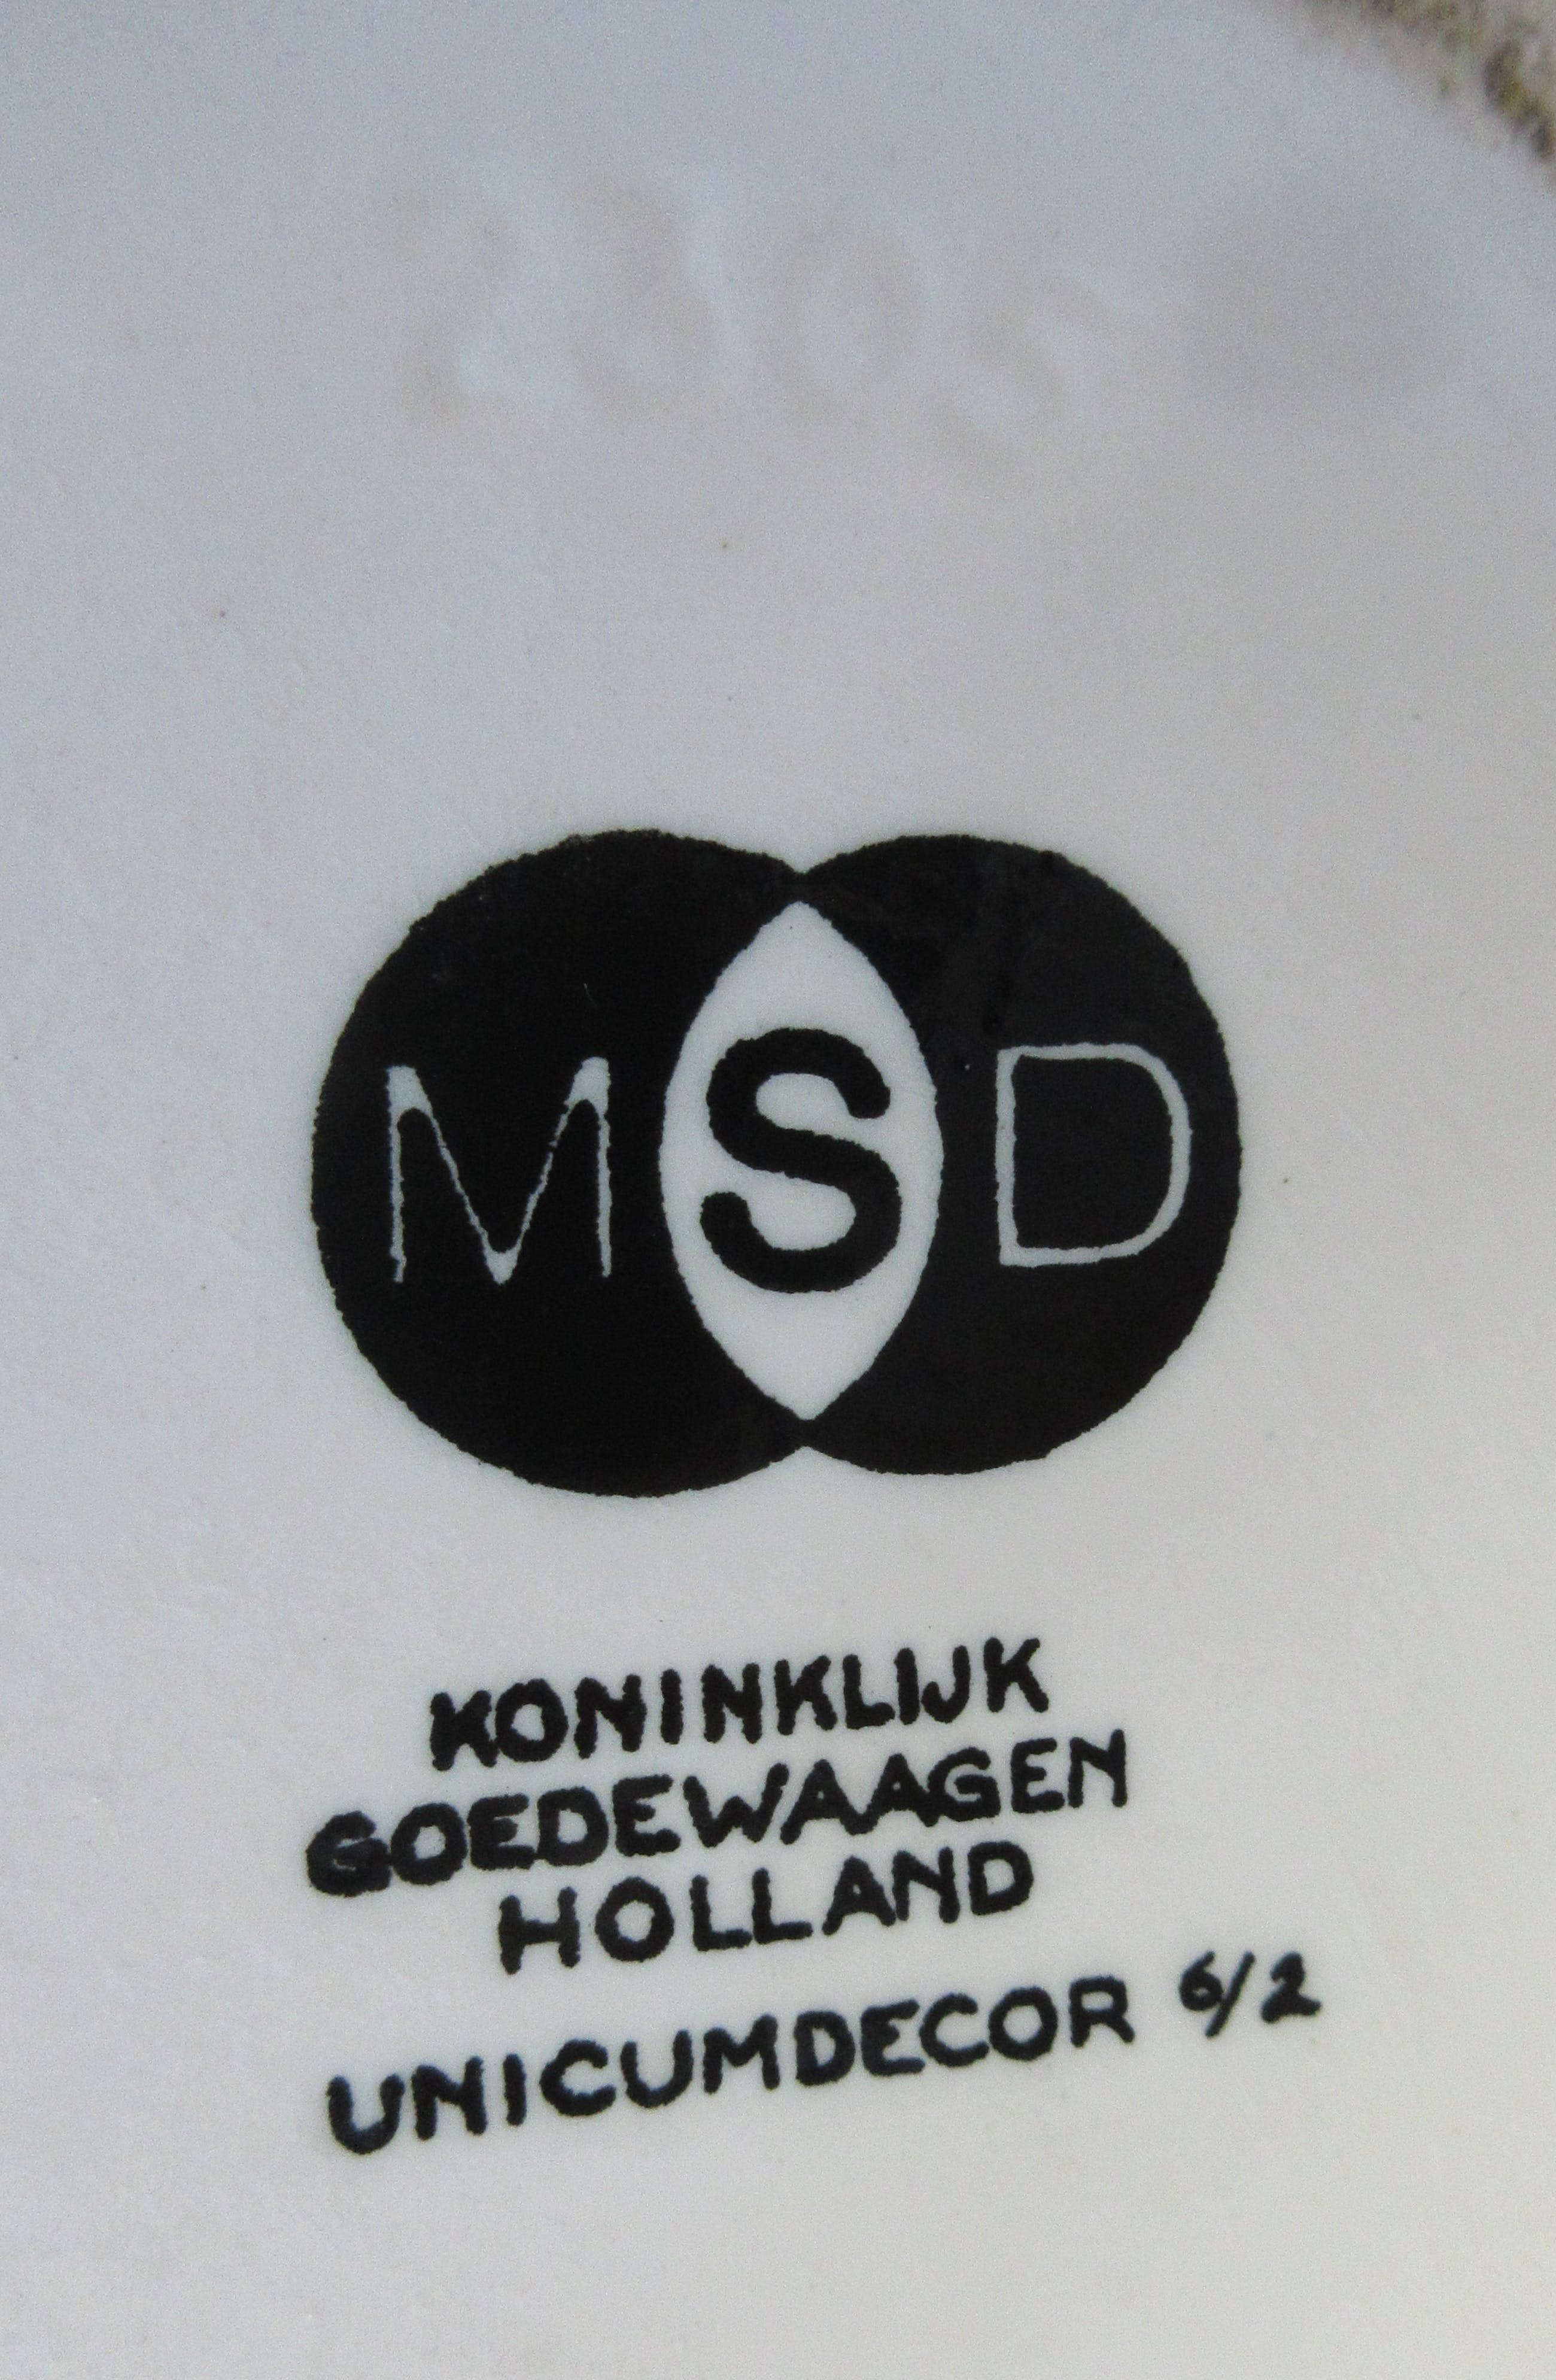 MSD
KONINKLIJK
GOEDEWAAGEN
HOLLAND
UNICUMDECOR 6/2